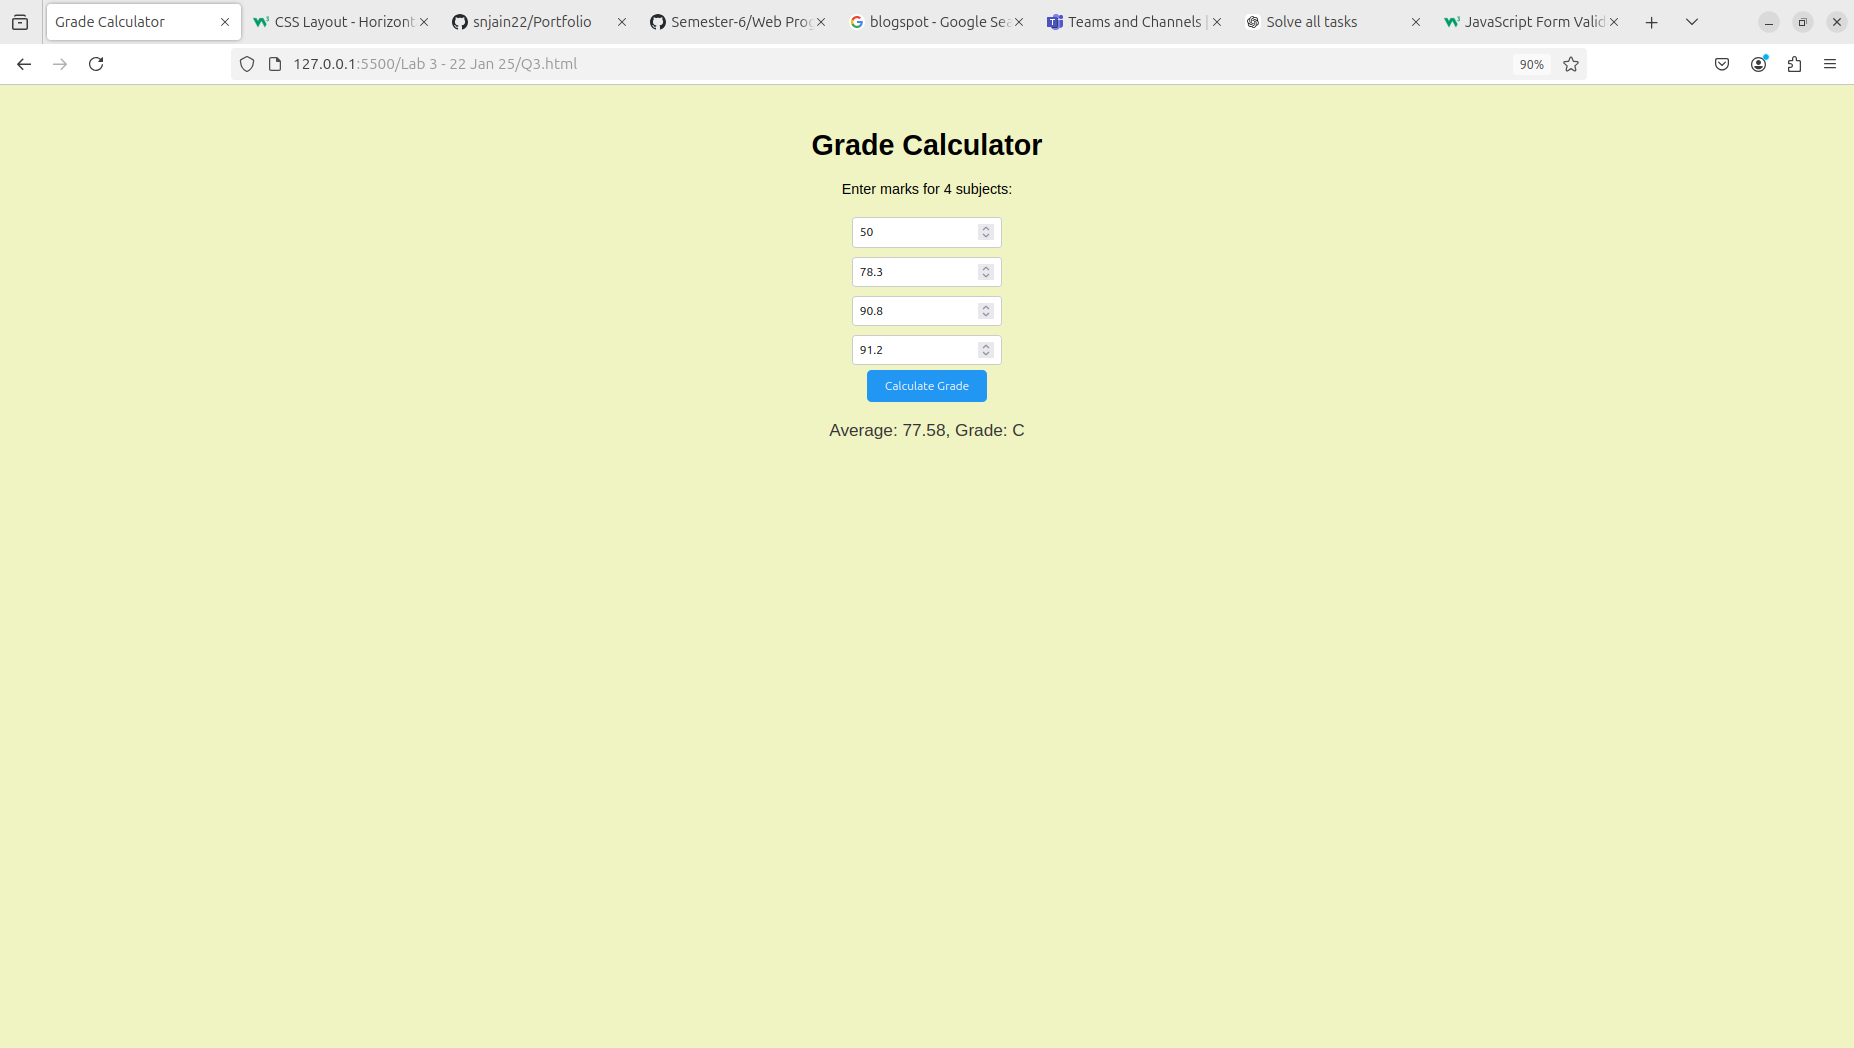 Grade Calculator
CSS Layout - Horizont
snjain22/Portfolio
Semester-6/Web Prog
blogspot - Google Sea
Teams and Channels |
Solve all tasks
JavaScript Form Valid
127.0.0.1:5500/Lab 3 - 22 Jan 25/Q3.html
90%
Grade Calculator
Enter marks for 4 subjects:
50
78.3
90.8
91.2
Calculate Grade
Average: 77.58, Grade: C